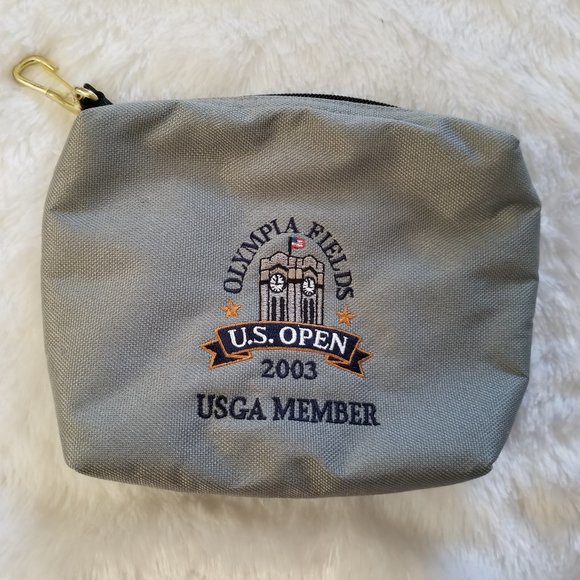 OLYMPIA FIELDS
U.S. OPEN
2003
USGA MEMBER